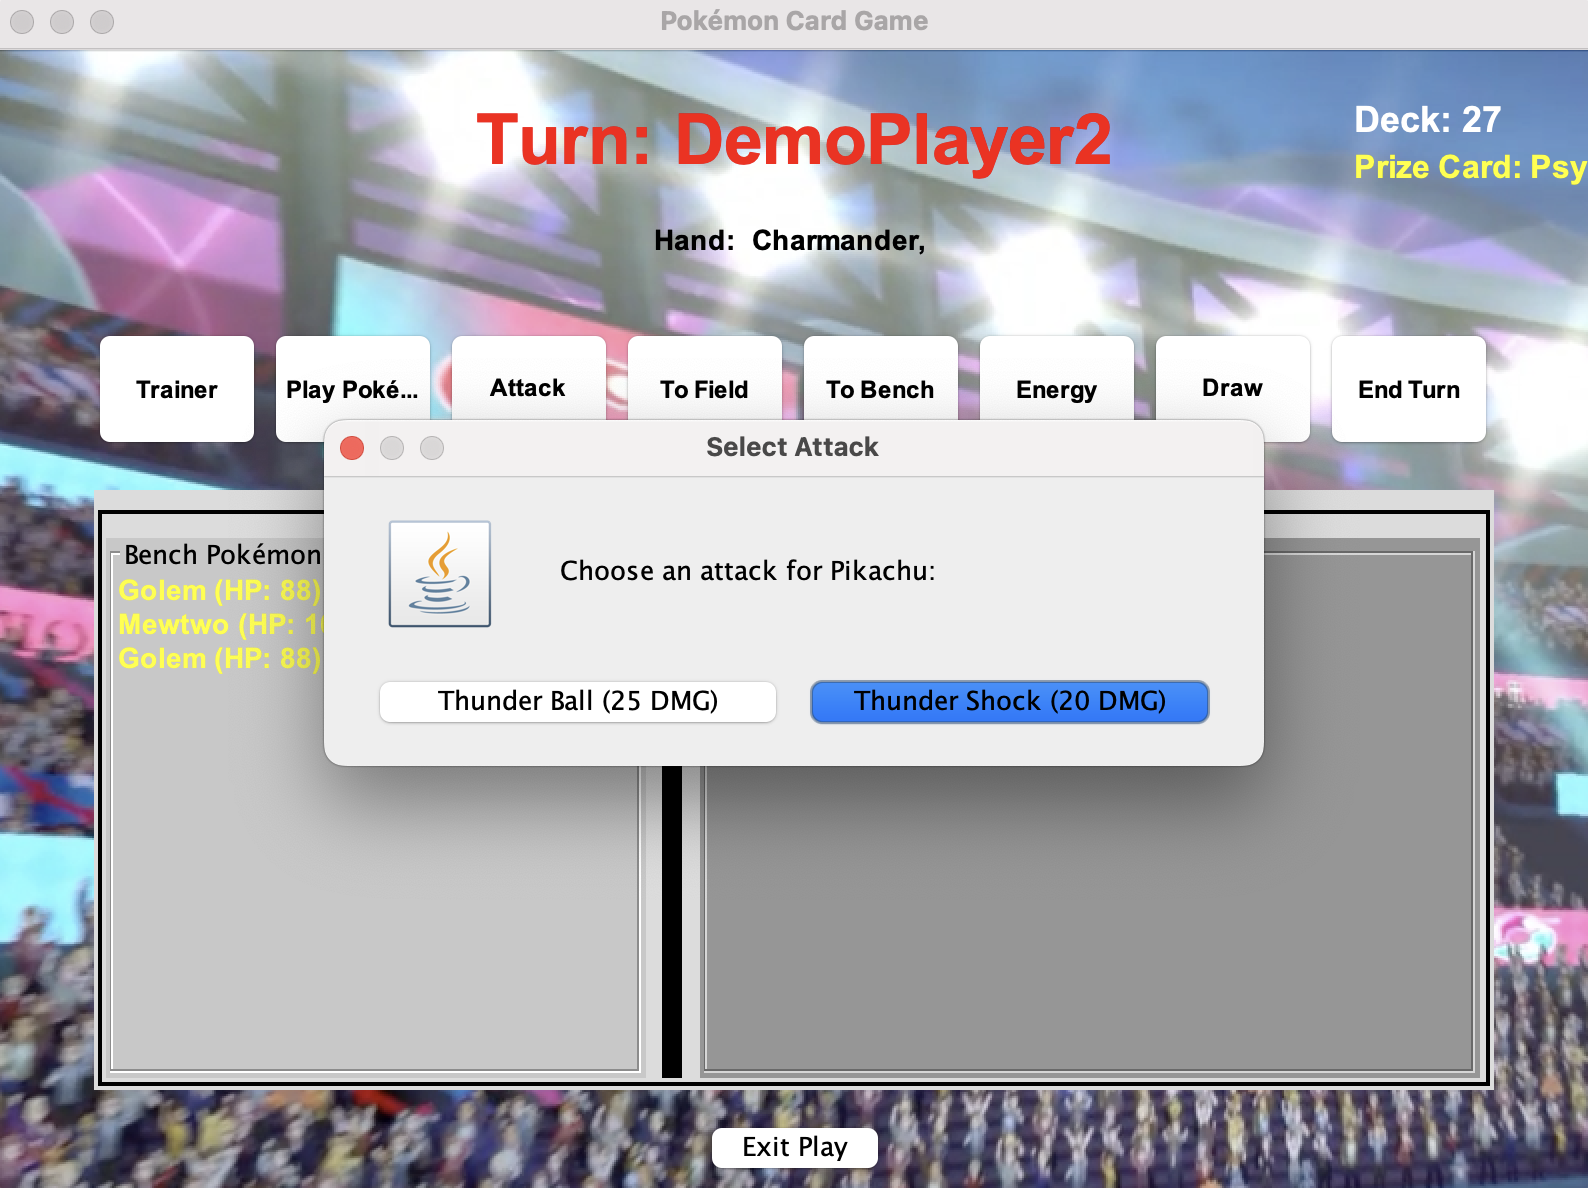 Pokémon Card Game
Turn: DemoPlayer2
Deck: 27
Prize Card: Psy
Hand: Charmander,
Trainer
Play Poké...
Attack
To Field
To Bench
Energy
Draw
End Turn
Select Attack
Choose an attack for Pikachu:
Thunder Ball (25 DMG)
Thunder Shock (20 DMG)
Bench Pokémon
Golem (HP: 88)
Mewtwo (HP: 1
Golem (HP: 88)
Exit Play